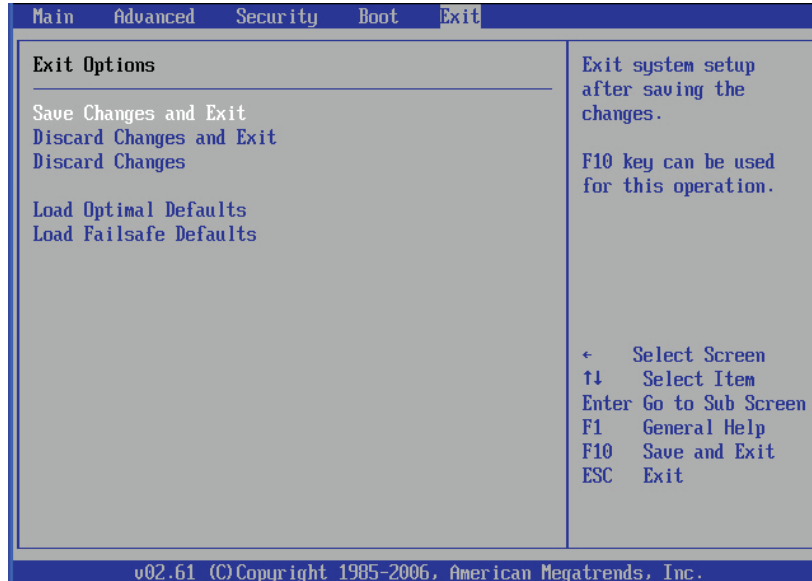 Main Advanced Security Boot Exit
Exit Options
Save Changes and Exit
Discard Changes and Exit
Discard Changes
Load Optimal Defaults
Load Failsafe Defaults
Exit system setup
after saving the
changes.
F10 key can be used
for this operation.
← Select Screen
↑↓ Select Item
Enter Go to Sub Screen
F1 General Help
F10 Save and Exit
ESC Exit
v02.61 (C)Copyright 1985-2006, American Megatrends, Inc.